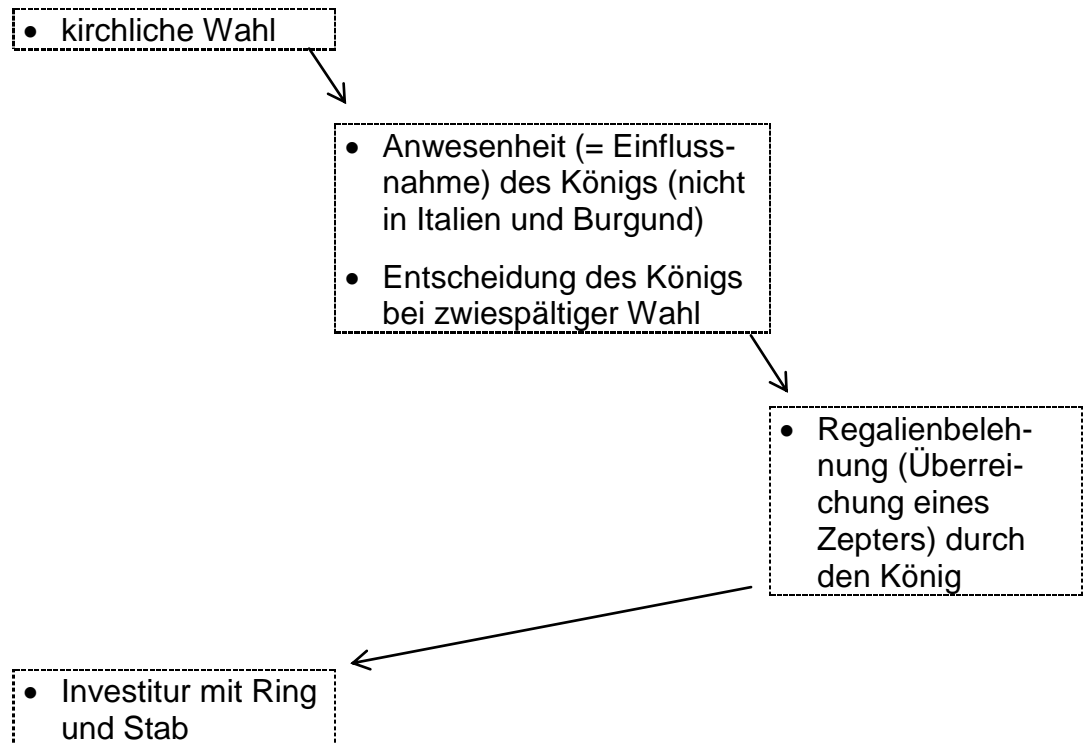 • kirchliche Wahl
• Anwesenheit (= Einfluss-
nahme) des Königs (nicht
in Italien und Burgund)
• Entscheidung des Königs
bei zwiespältiger Wahl
• Regalienbeleh-
nung (Überrei-
chung eines
Zepters) durch
den König
• Investitur mit Ring
und Stab